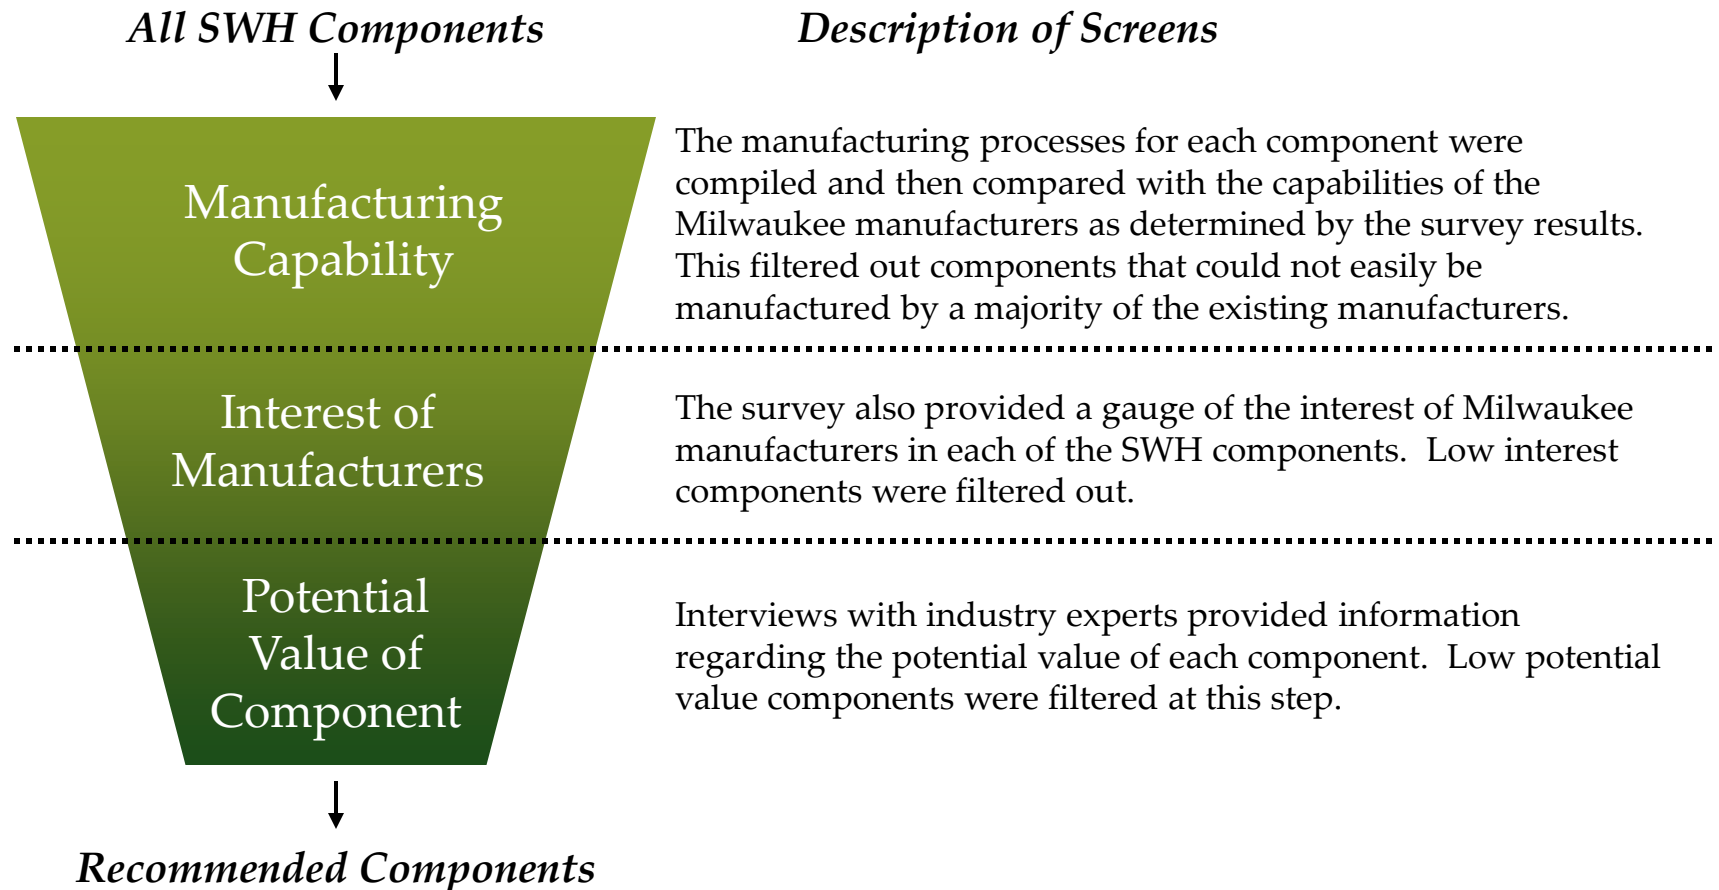 All SWH Components
Description of Screens
Manufacturing
Capability
The manufacturing processes for each component were
compiled and then compared with the capabilities of the
Milwaukee manufacturers as determined by the survey results.
This filtered out components that could not easily be
manufactured by a majority of the existing manufacturers.
Interest of
Manufacturers
The survey also provided a gauge of the interest of Milwaukee
manufacturers in each of the SWH components.  Low interest
components were filtered out.
Potential
Value of
Component
Interviews with industry experts provided information
regarding the potential value of each component.  Low potential
value components were filtered at this step.
Recommended Components